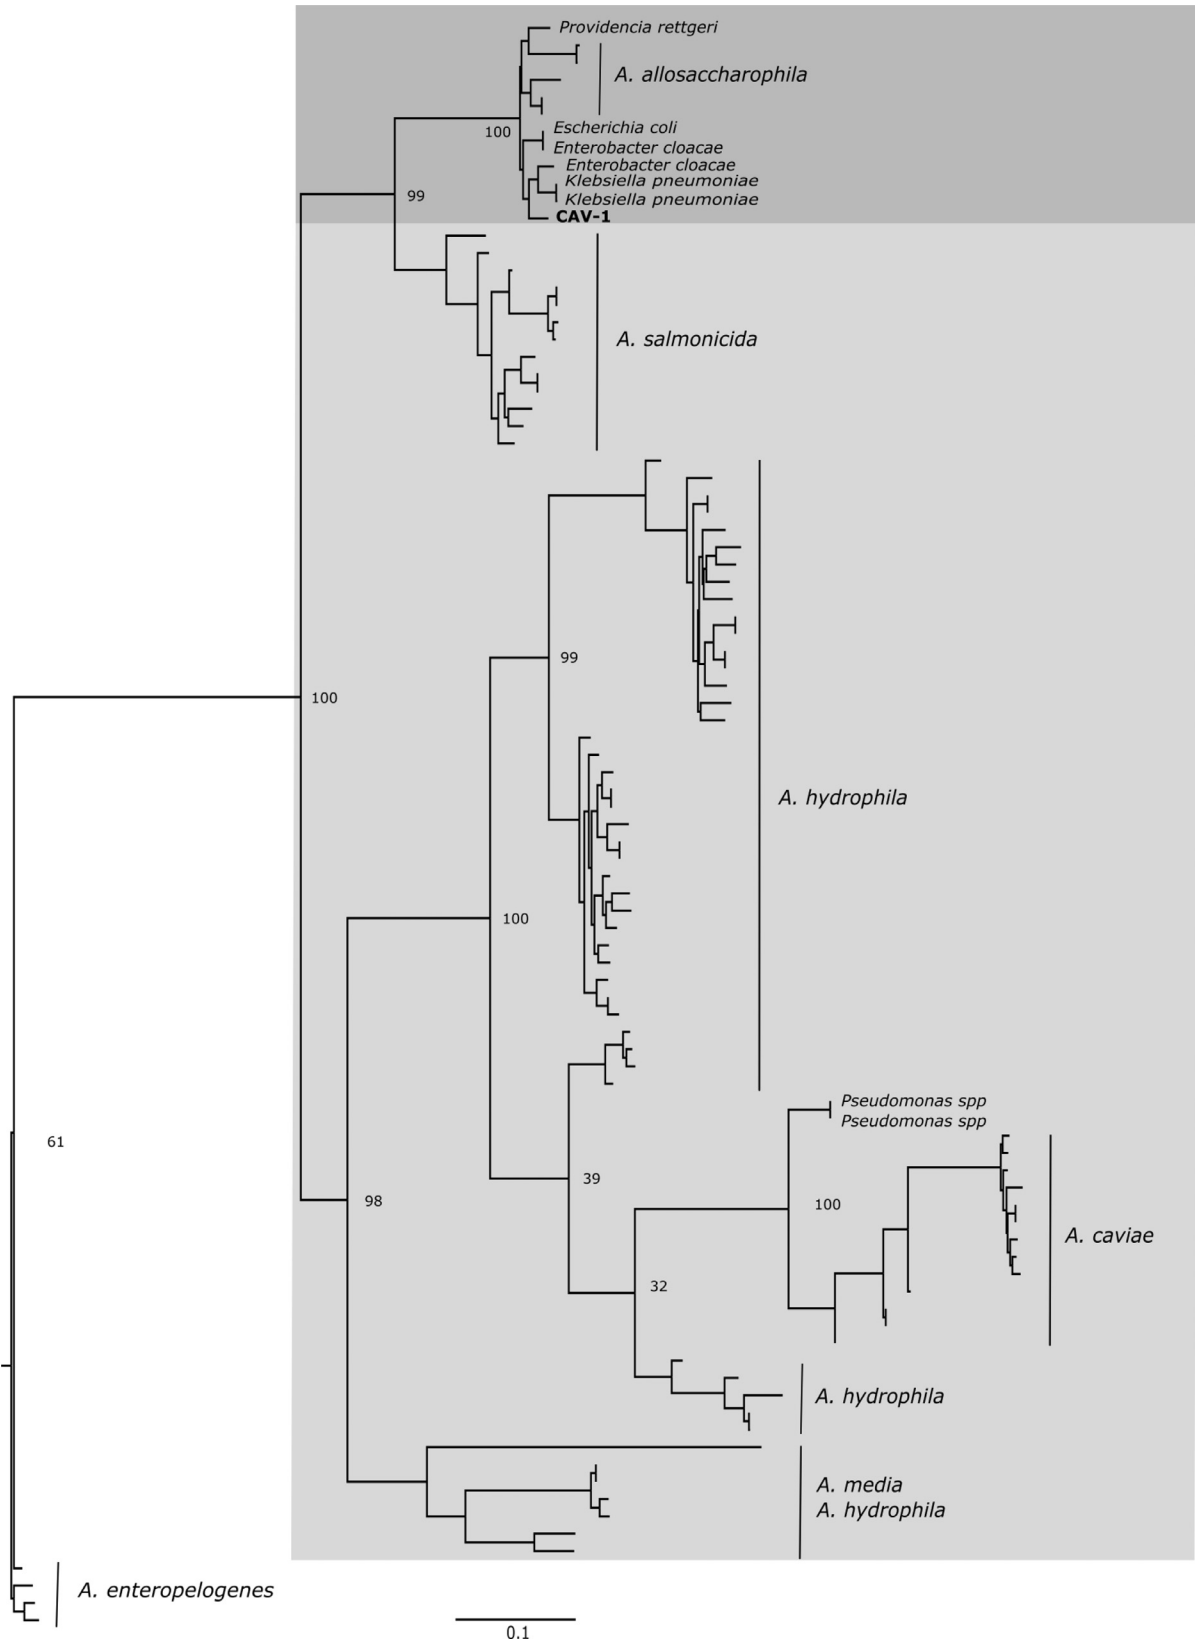 Providencia rettgeri
A. allosaccharophila
100
Escherichia coli
Enterobacter cloacae
Enterobacter cloacae
Klebsiella pneumoniae
99
Klebsiella pneumoniae
CAV-1
A. salmonicida
99
100
A. hydrophila
100
Pseudomonas spp
Pseudomonas spp
61
39
98
100
A. caviae
32
A. hydrophila
A. media
A. hydrophila
A. enteropelogenes
0.1